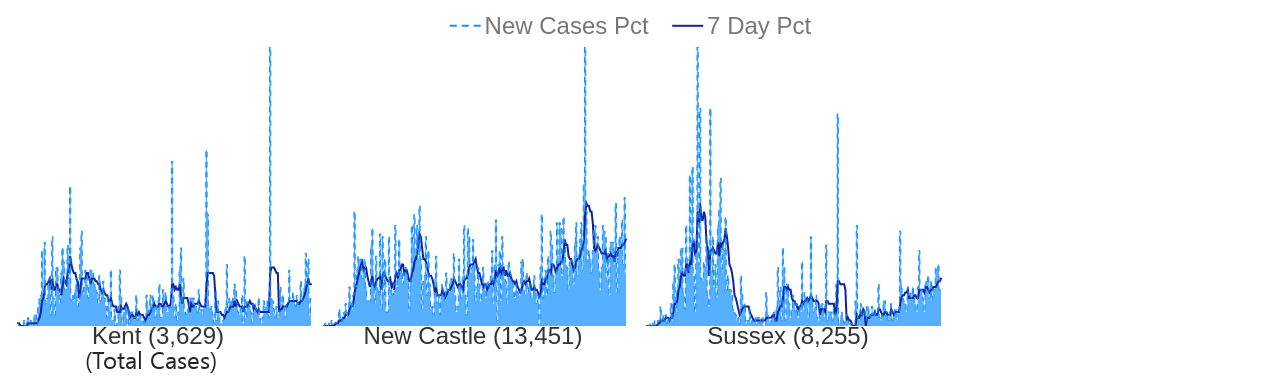 New Cases Pct 7 Day Pct
Kent (3,629) New Castle (13,451) Sussex (8,255)
(Total Cases)